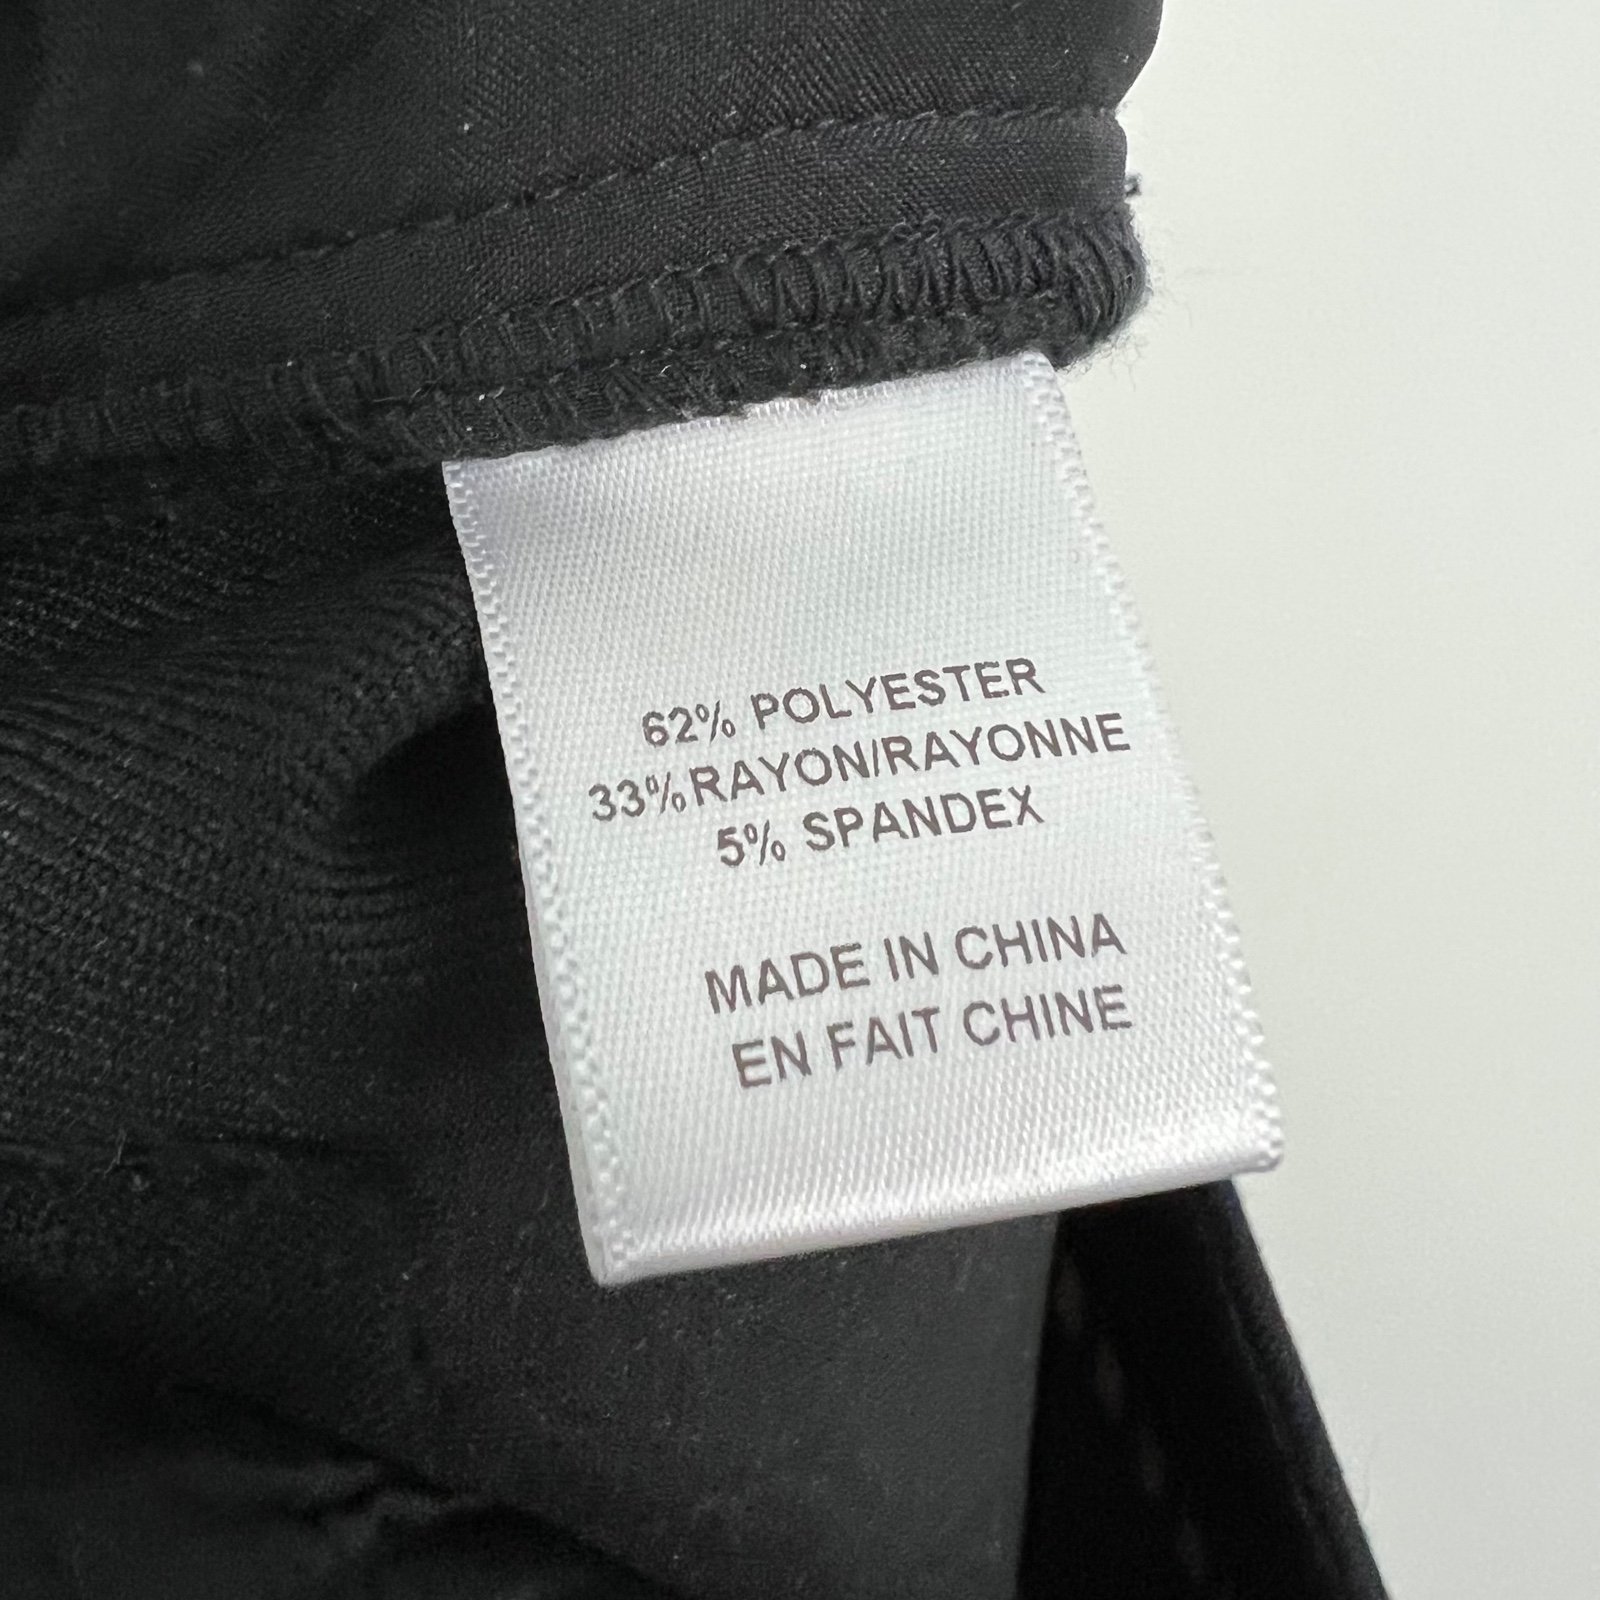 62% POLYESTER
33%RAYON/RAYONNE
5% SPANDEX
MADE IN CHINA
EN FAIT CHINE